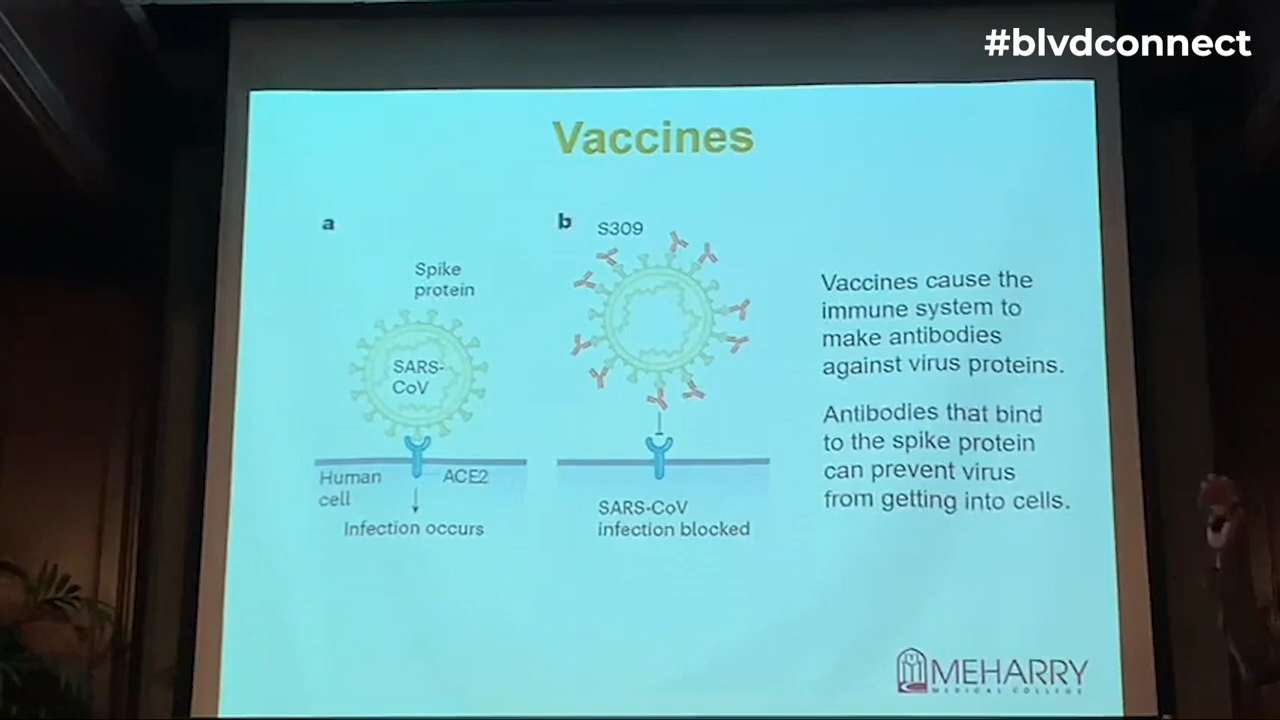 #blvdconnect
Vaccines
a
Spike
protein
SARS-
CoV
Human
cell
ACE2
Infection occurs
b
S309
SARS-CoV
infection blocked
Vaccines cause the
immune system to
make antibodies
against virus proteins.
Antibodies that bind
to the spike protein
can prevent virus
from getting into cells.
MEHARRY
MEDICAL COLLEGE